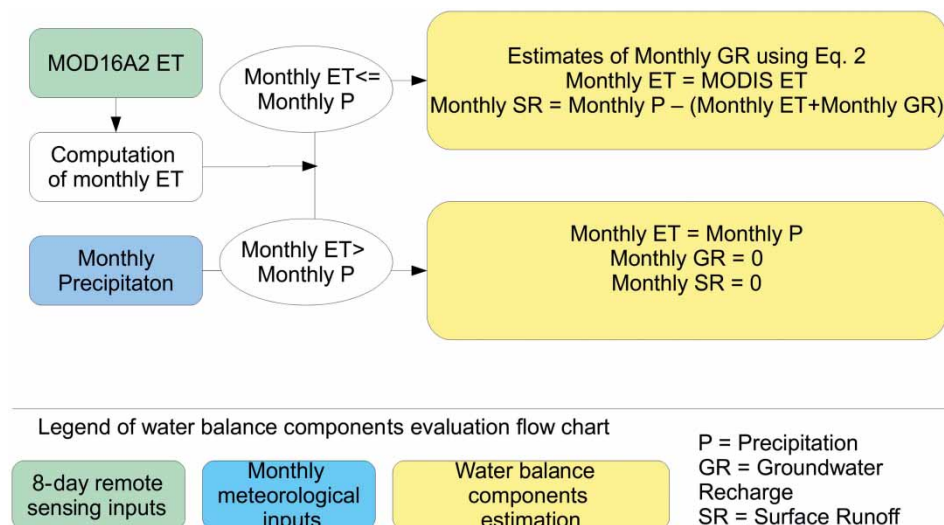 MOD16A2 ET
Computation
of monthly ET
Monthly
Precipitaton
Monthly ET<=
Monthly P
Monthly ET>
Monthly P
Estimates of Monthly GR using Eq. 2
Monthly ET = MODIS ET
Monthly SR = Monthly P – (Monthly ET+Monthly GR)
Monthly ET = Monthly P
Monthly GR = 0
Monthly SR = 0
Legend of water balance components evaluation flow chart
8-day remote
sensing inputs
Monthly
meteorological
inputs
Water balance
components
estimation
P = Precipitation
GR = Groundwater
Recharge
SR = Surface Runoff